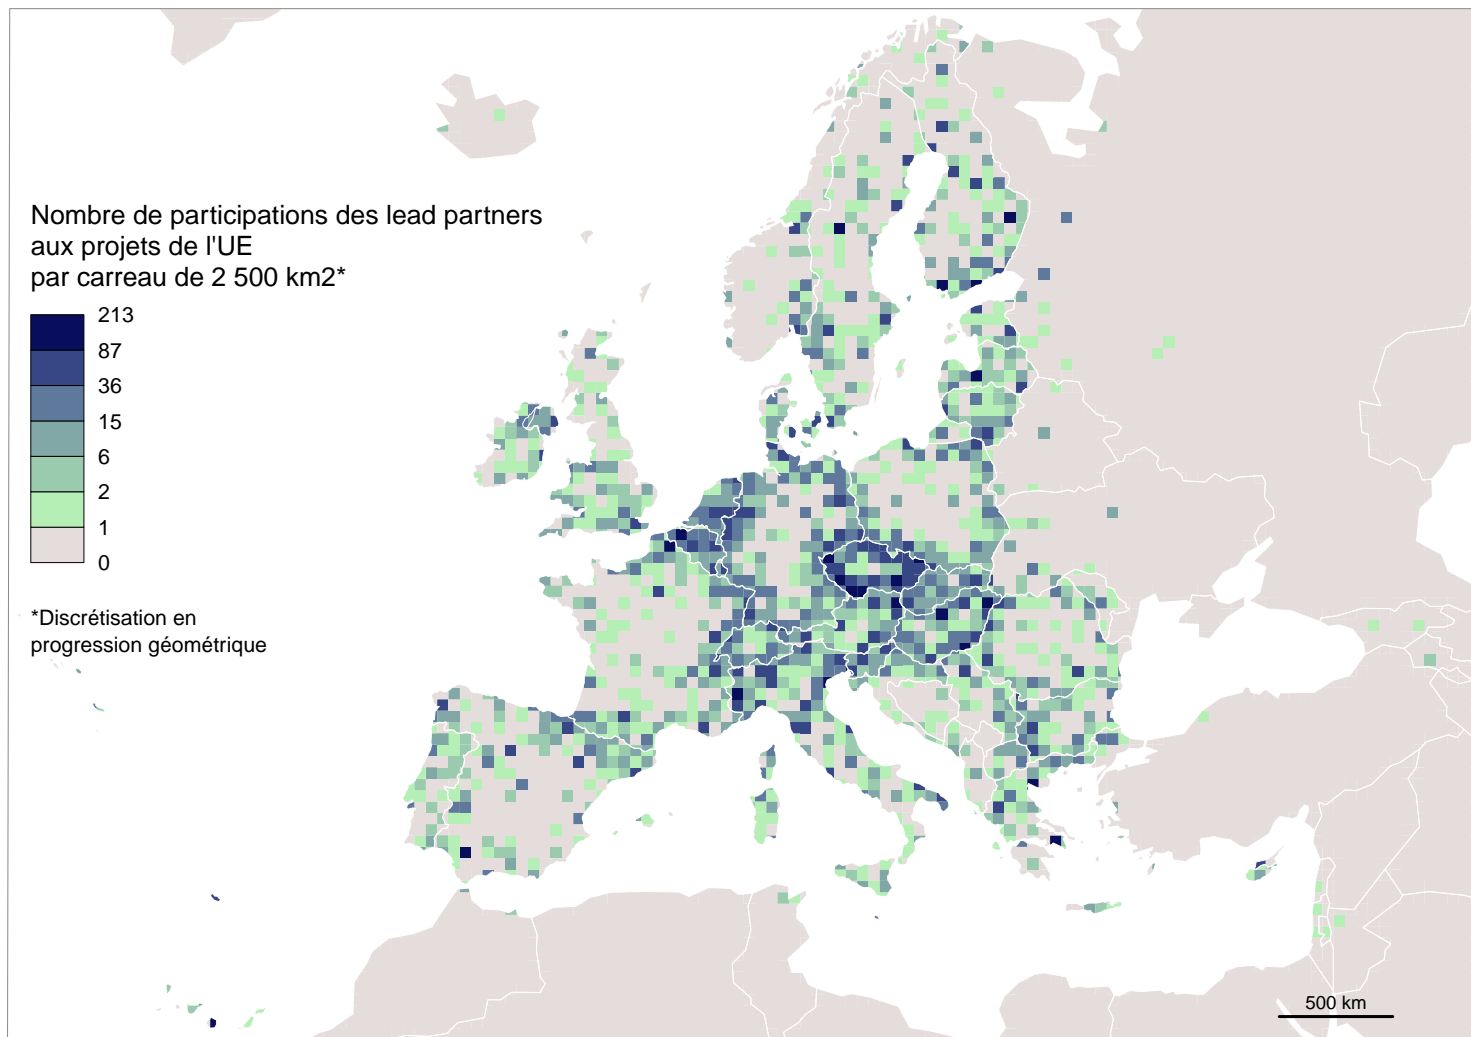 Nombre de participations des lead partners
aux projets de l'UE
par carreau de 2 500 km2*
213
87
36
15
6
2
1
0
*Discrétisation en
progression géométrique
500 km